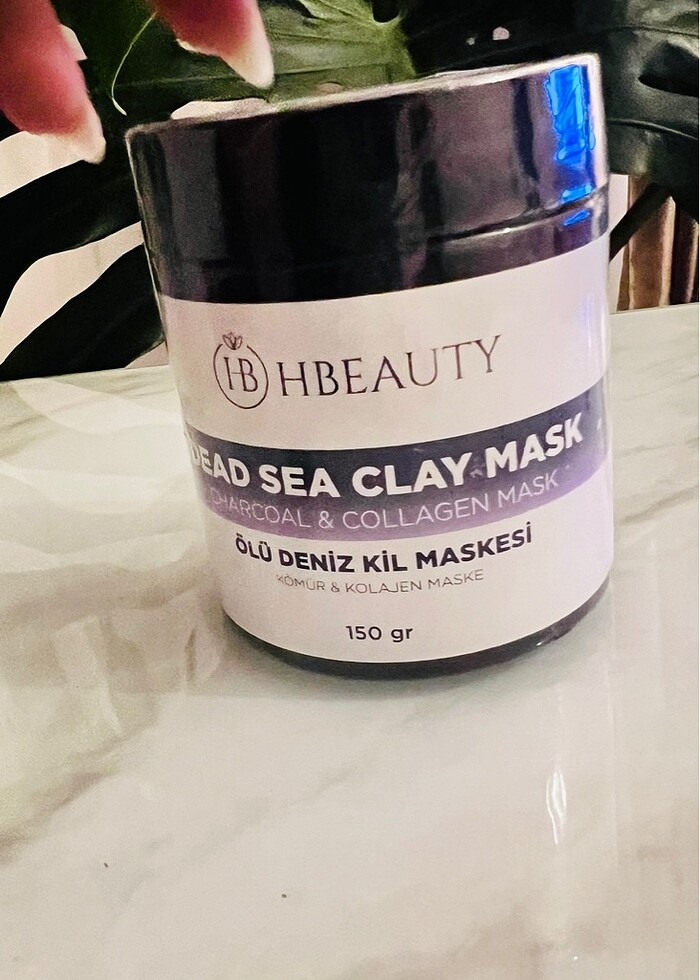 HB HBEAUTY
DEAD SEA CLAY MASK
CHARCOAL & COLLAGEN MASK
ÖLÜ DENİZ KİL MASKESİ
KÖMÜR & KOLAJEN MASKE
150 gr